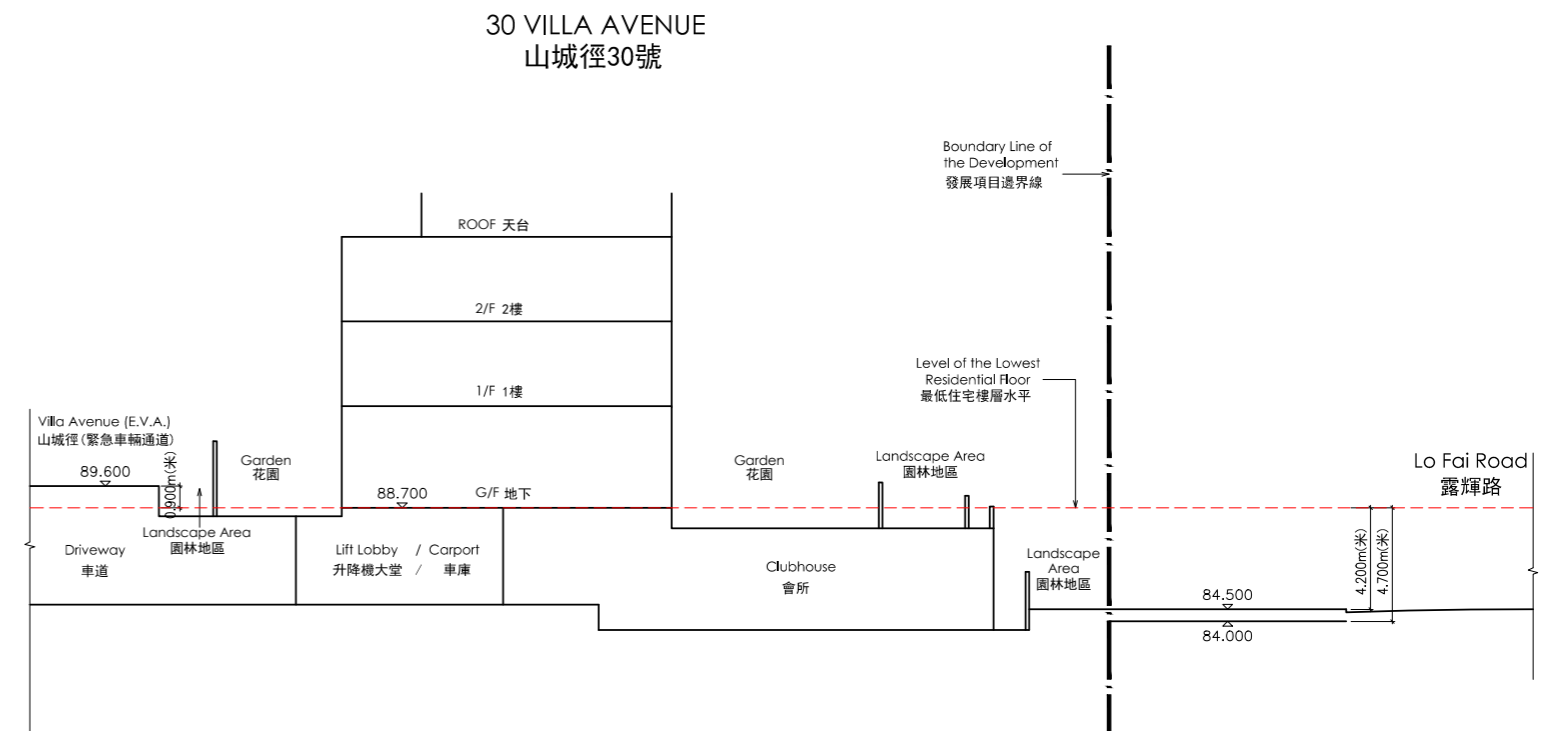 30 VILLA AVENUE
山城徑30號
Boundary Line of
the Development
發展項目邊界線
ROOF 天台
2/F 2樓
1/F 1樓
Level of the Lowest
Residential Floor
最低住宅樓層水平
Villa Avenue (E.V.A.)
山城徑(緊急車輛通道)
89.600
0.900m(米)
Garden
花園
Landscape Area
園林地區
88.700
G/F 地下
Garden
花園
Landscape Area
園林地區
Lo Fai Road
露輝路
Driveway
車道
Lift Lobby / Carport
升降機大堂 / 車庫
Clubhouse
會所
Landscape
Area
園林地區
84.500
84.000
4.200m(米)
4.700m(米)